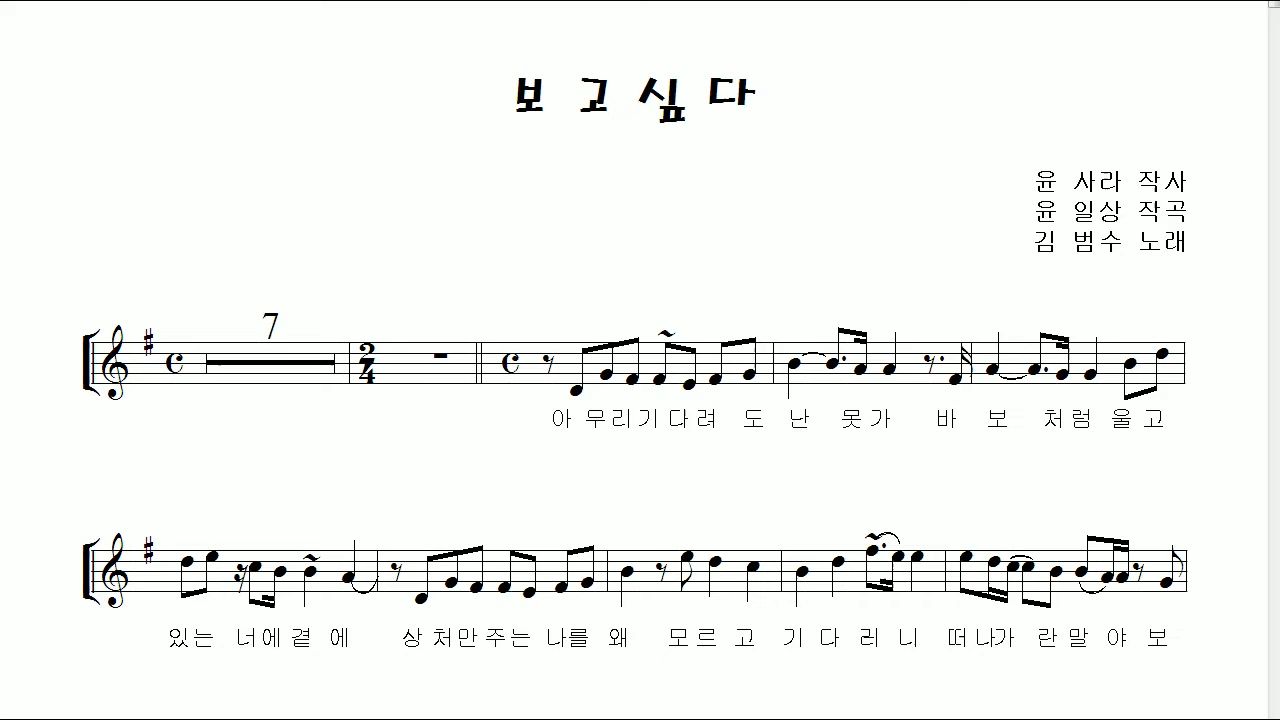 보 고 싶 다
윤 사라 작사
윤 일상 작곡
김 범수 노래
7
2
4
아 무리기 다 려 도 난 못가 바 보 처럼 울고
있는 너에곁 에 상 처만주는 나를 왜 모르 고 기 다 러 니 떠 나가 란 말 야 보